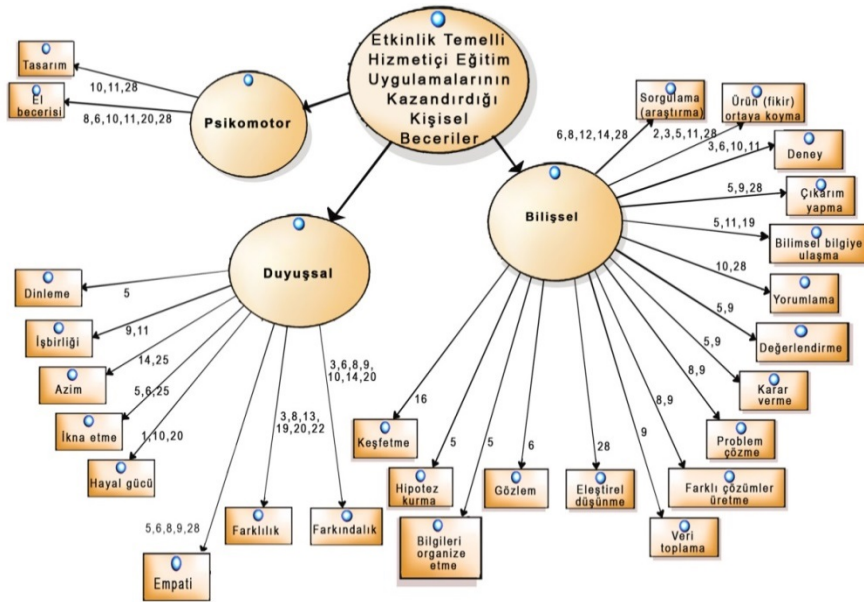 Etkinlik Temelli
Hizmetiçi Eğitim
Uygulamalarının
Kazandırdığı
Kişisel
Beceriler
Psikomotor
Tasarım
10,11,28
El
becerisi
8,6,10,11,20,28
Duyuşsal
Dinleme
5
İşbirliği
9,11
Azim
14,25
İkna etme
5,6,25
Hayal gücü
1,10,20
Empati
5,6,8,9,28
Farklılık
3,8,13,
19,20,22
Farkındalık
3,6,8,9,
10,14,20
Bilişsel
Sorgulama
(araştırma)
6,8,12,14,28
Ürün (fikir)
ortaya koyma
2,3,5,11,28
Deney
3,6,10,11
Çıkarım
yapma
5,9,28
Bilimsel bilgiye
ulaşma
5,11,19
Yorumlama
10,28
Değerlendirme
5,9
Karar
verme
5,9
Problem
çözme
8,9
Farklı çözümler
üretme
8,9
Veri
toplama
9
Eleştirel
düşünme
28
Gözlem
6
Bilgileri
organize
etme
5
Hipotez
kurma
5
Keşfetme
16